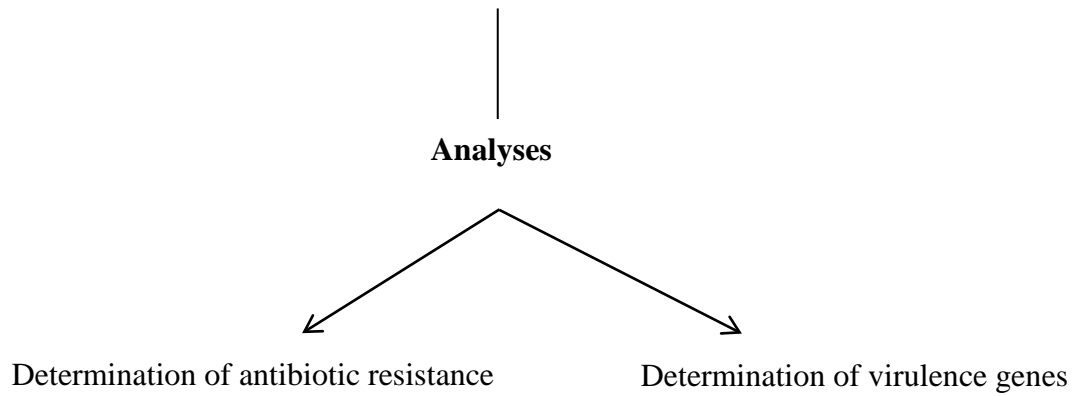 Analyses
Determination of antibiotic resistance
Determination of virulence genes